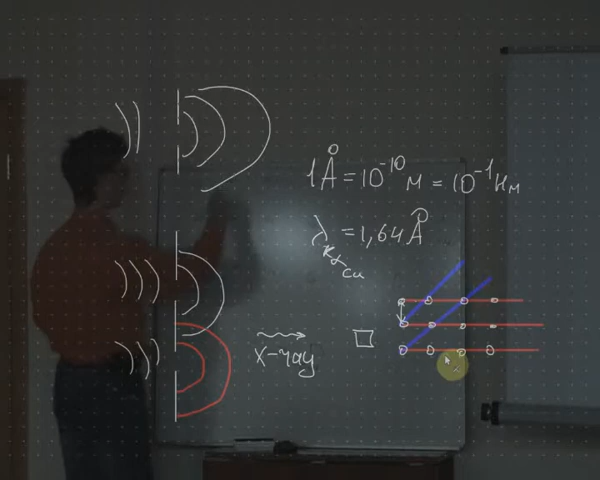 1Å = 10⁻¹⁰ м = 10⁻¹ нм
λ Kα Cu = 1,64 Å
x-ray